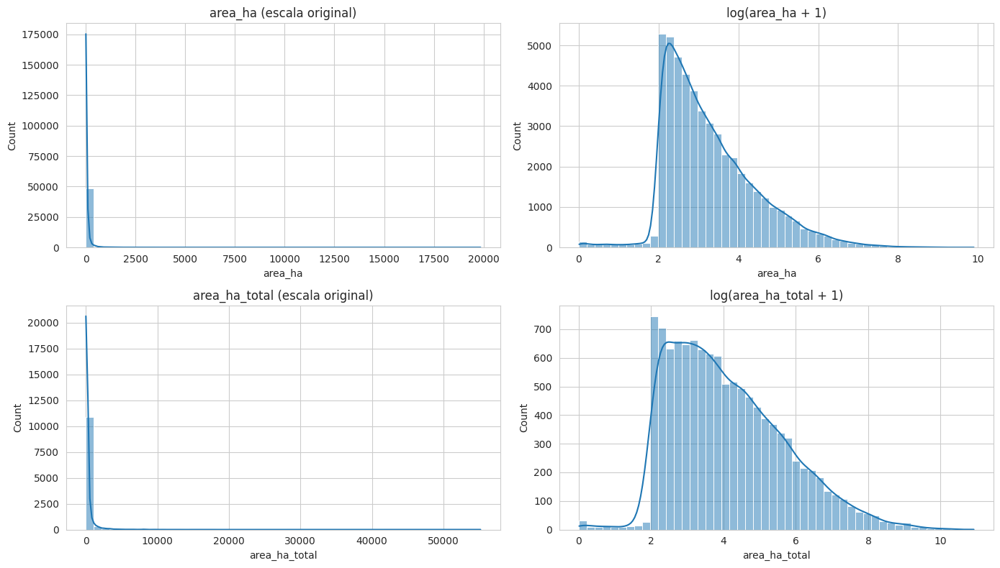 area_ha (escala original)
175000
150000
125000
100000
75000
50000
25000
0
Count
0 2500 5000 7500 10000 12500 15000 17500 20000
area_ha
log(area_ha + 1)
5000
4000
3000
2000
1000
0
Count
0 2 4 6 8 10
area_ha
area_ha_total (escala original)
20000
17500
15000
12500
10000
7500
5000
2500
0
Count
0 10000 20000 30000 40000 50000
area_ha_total
log(area_ha_total + 1)
700
600
500
400
300
200
100
0
Count
0 2 4 6 8 10
area_ha_total